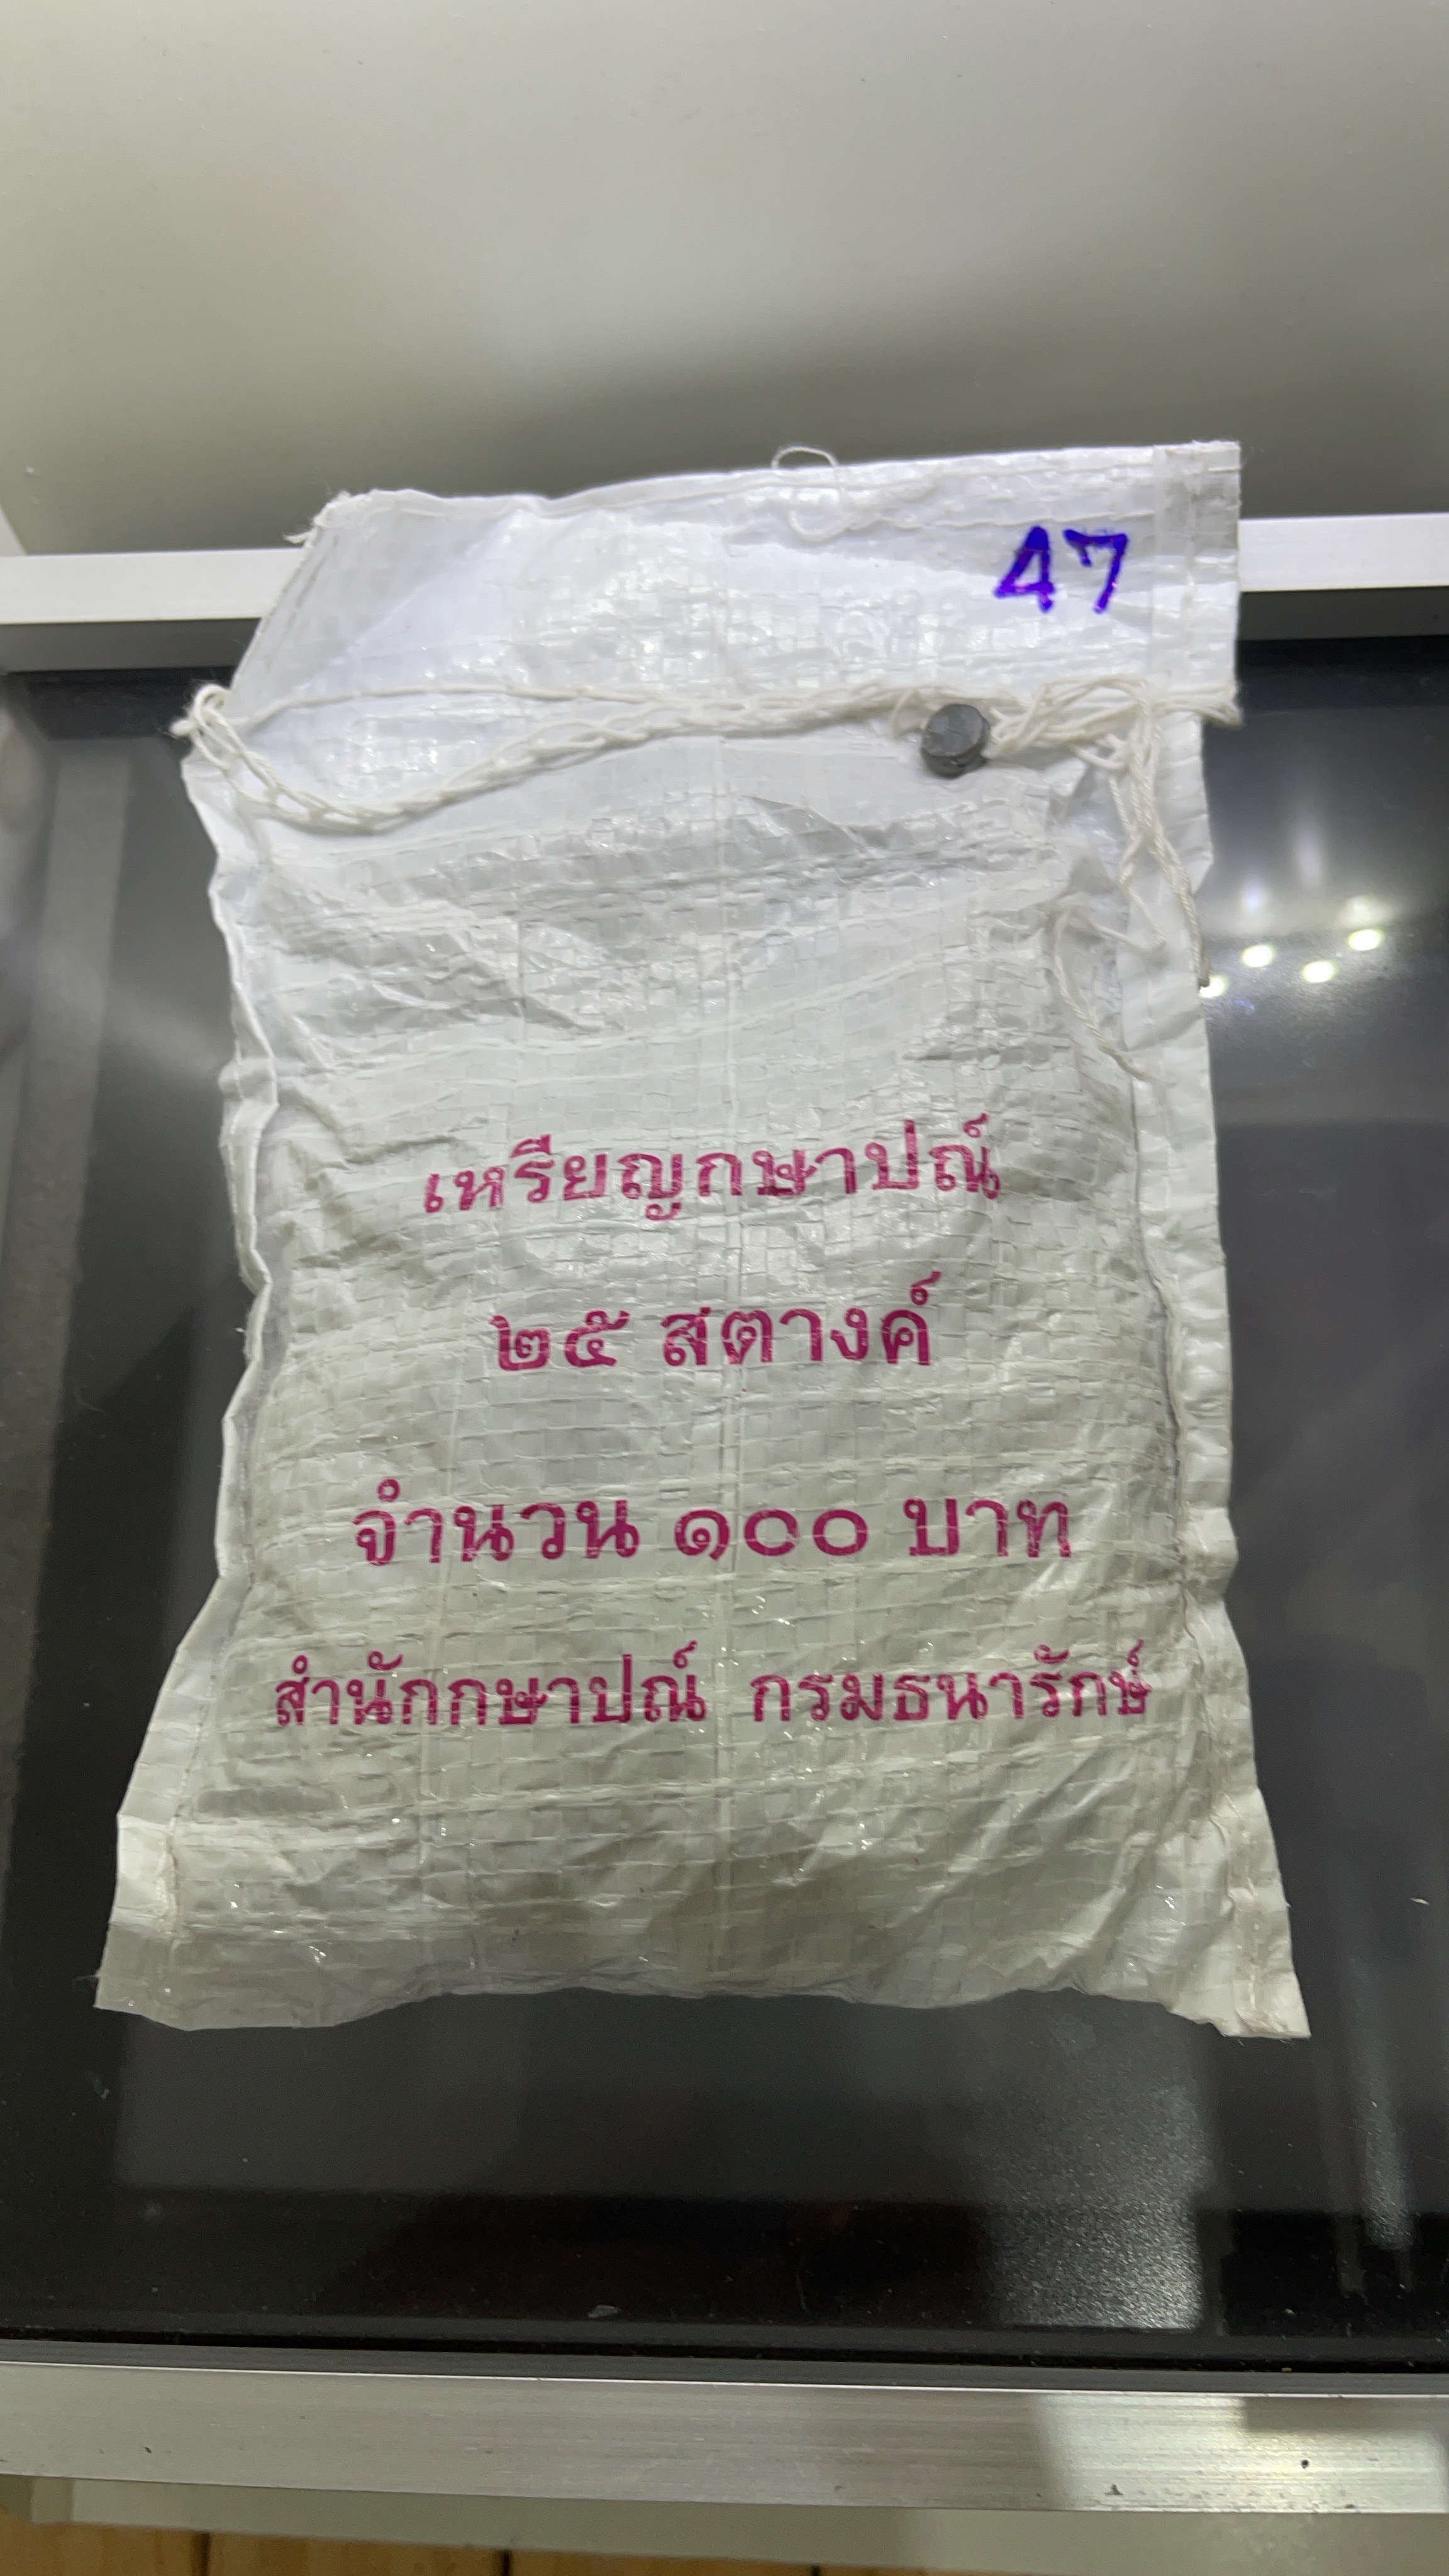 47
เหรียญกษาปณ์
๒๕ สตางค์
จำนวน ๑๐๐ บาท
สำนักกษาปณ์ กรมธนารักษ์